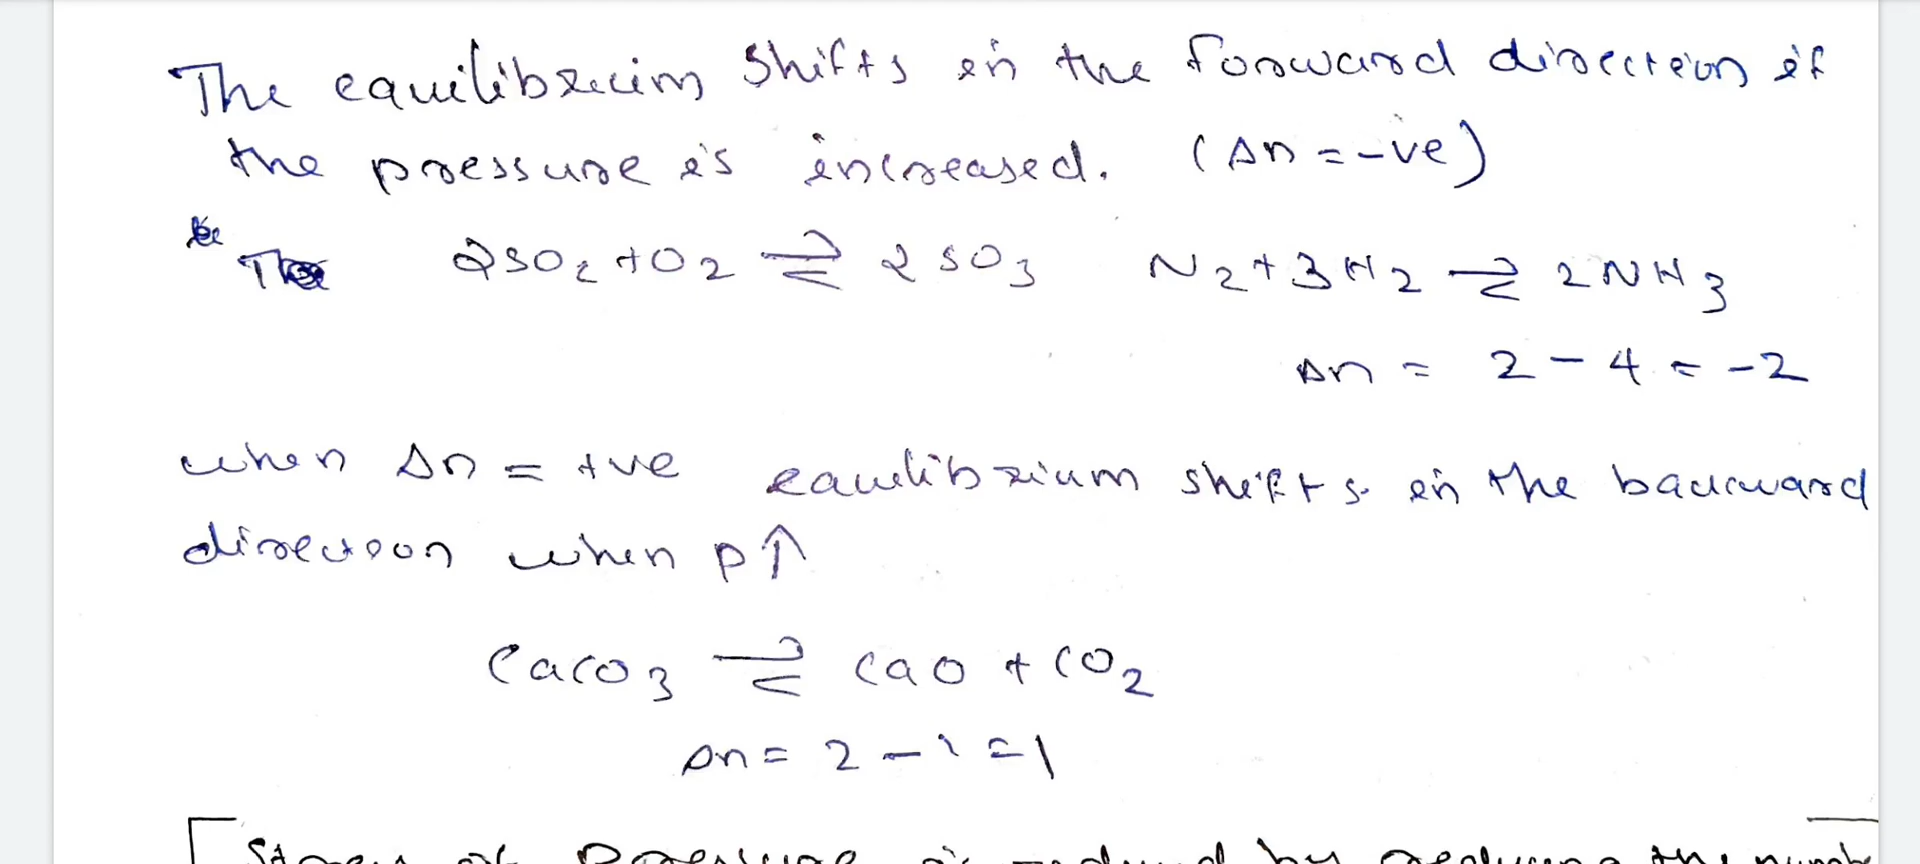 The equilibrium shifts in the forward direction if
the pressure is increased. (Δn = -ve)
2SO2 + O2 ⇌ 2SO3 N2 + 3H2 ⇌ 2NH3
Δn = 2 - 4 = -2
when Δn = +ve equilibrium shifts in the backward
direction when P↑
CaCO3 ⇌ CaO + CO2
Δn = 2 - 1 = 1